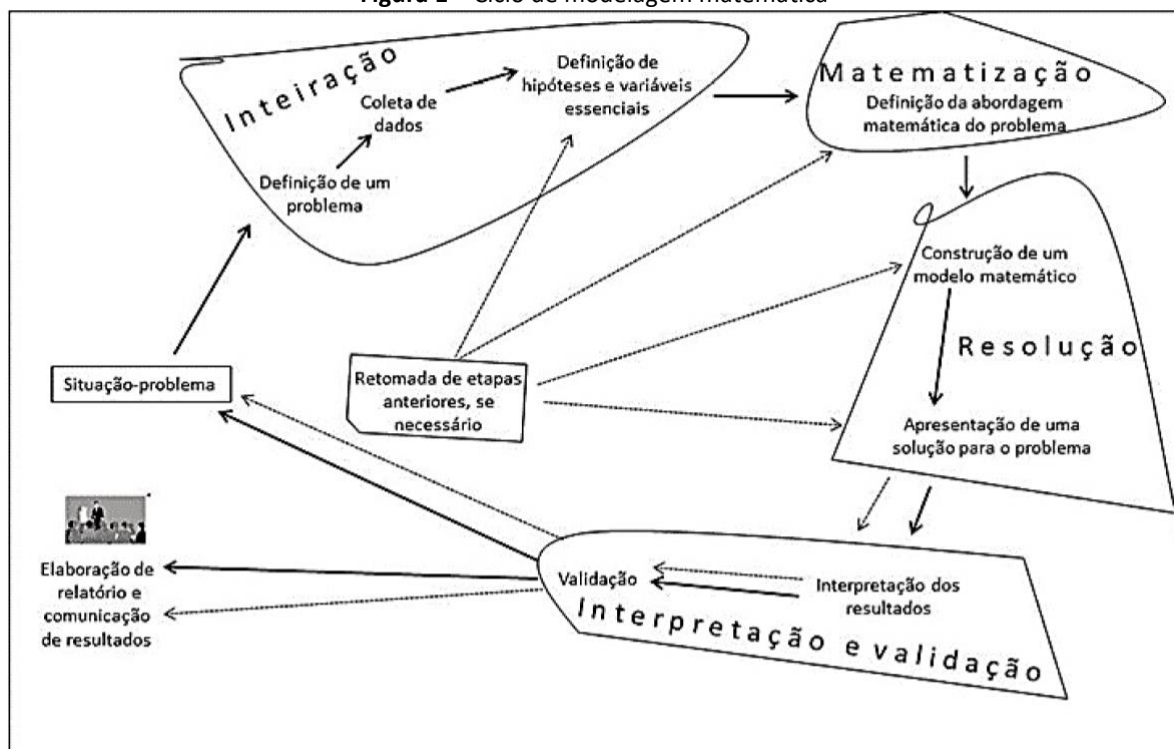 Ciclo de modelagem matemática
Inteiração
Coleta de
dados
Definição de um
problema
Definição
de hipóteses e variáveis
essenciais
Matematização
Definição da abordagem
matemática do problema
Construção de um
modelo matemático
Resolução
Apresentação de uma
solução para o problema
Situação-problema
Retomada de etapas
anteriores, se
necessário
Elaboração de
relatório e
comunicação
de resultados
Validação
Interpretação dos
resultados
Interpretação e validação